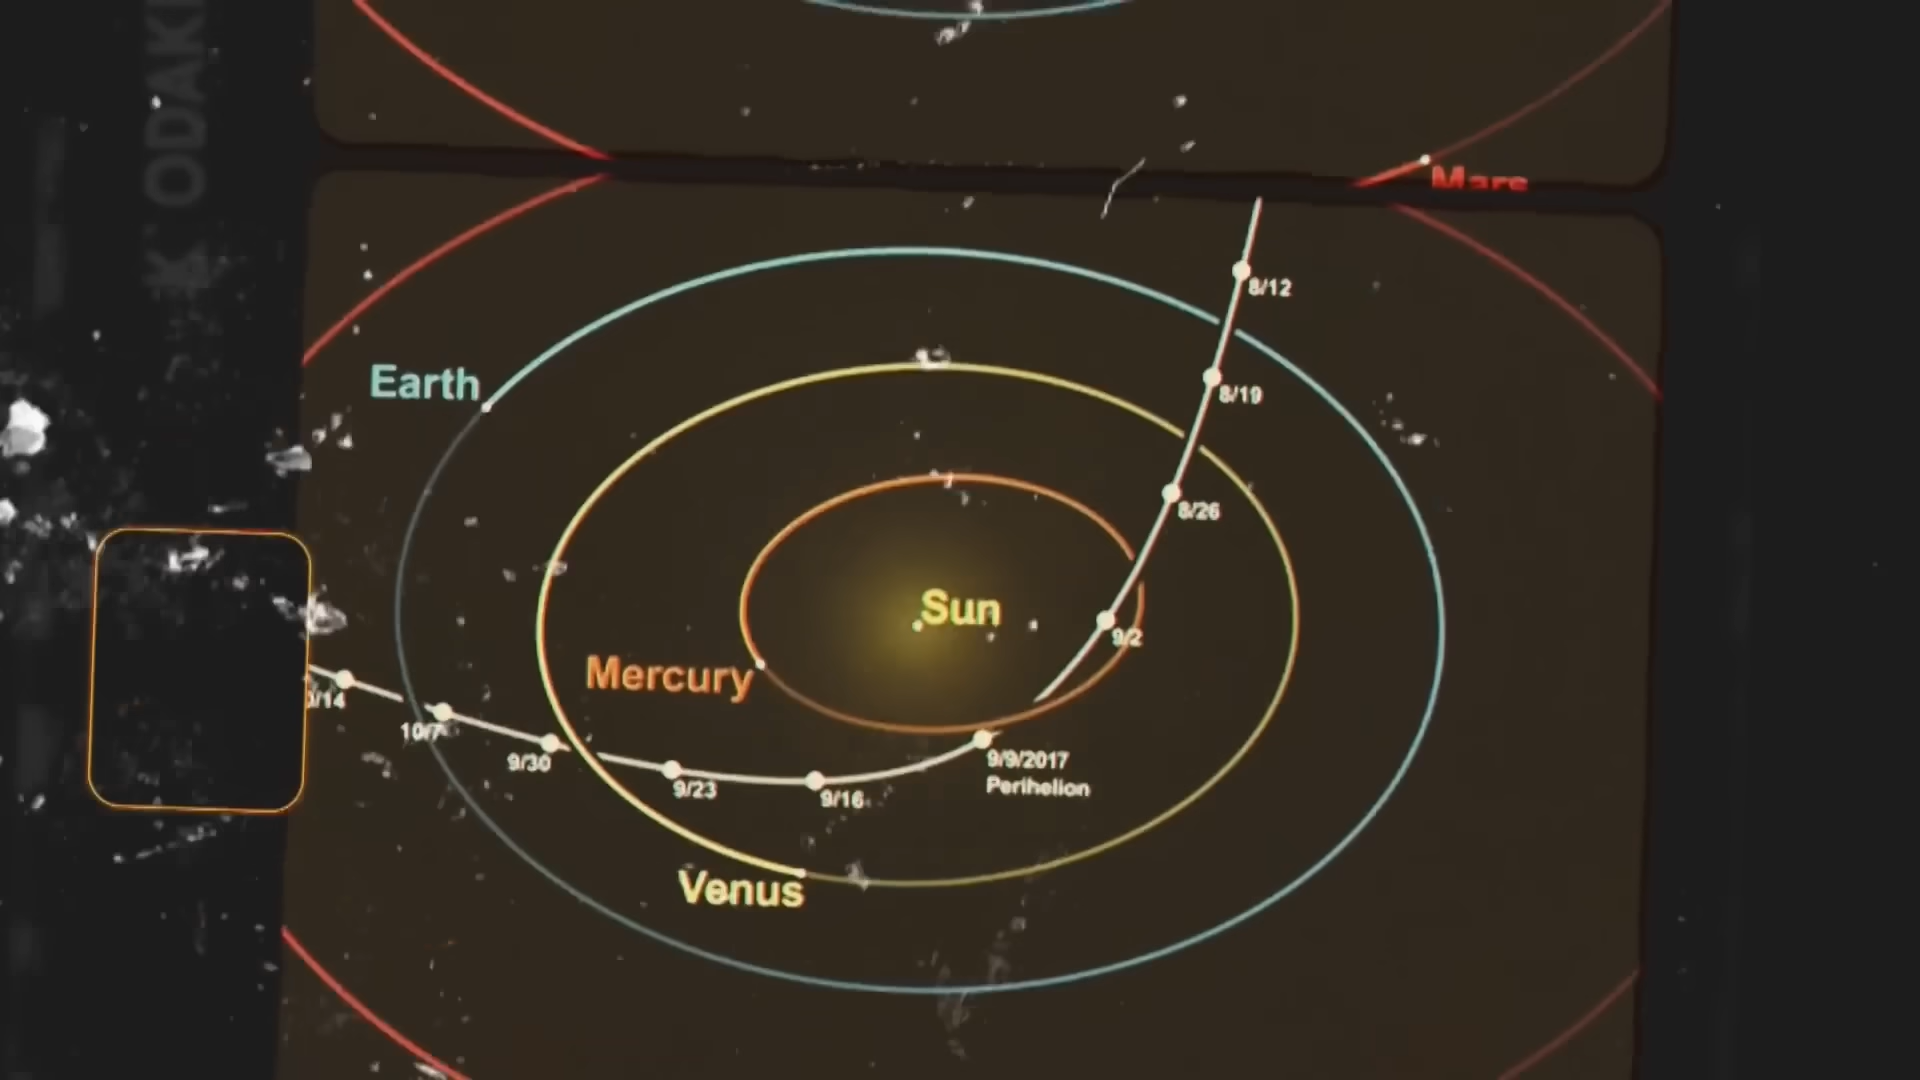 Mars
8/12
Earth
8/19
8/26
Sun
9/2
Mercury
10/7
9/30
9/23
9/16
9/9/2017
Perihelion
Venus